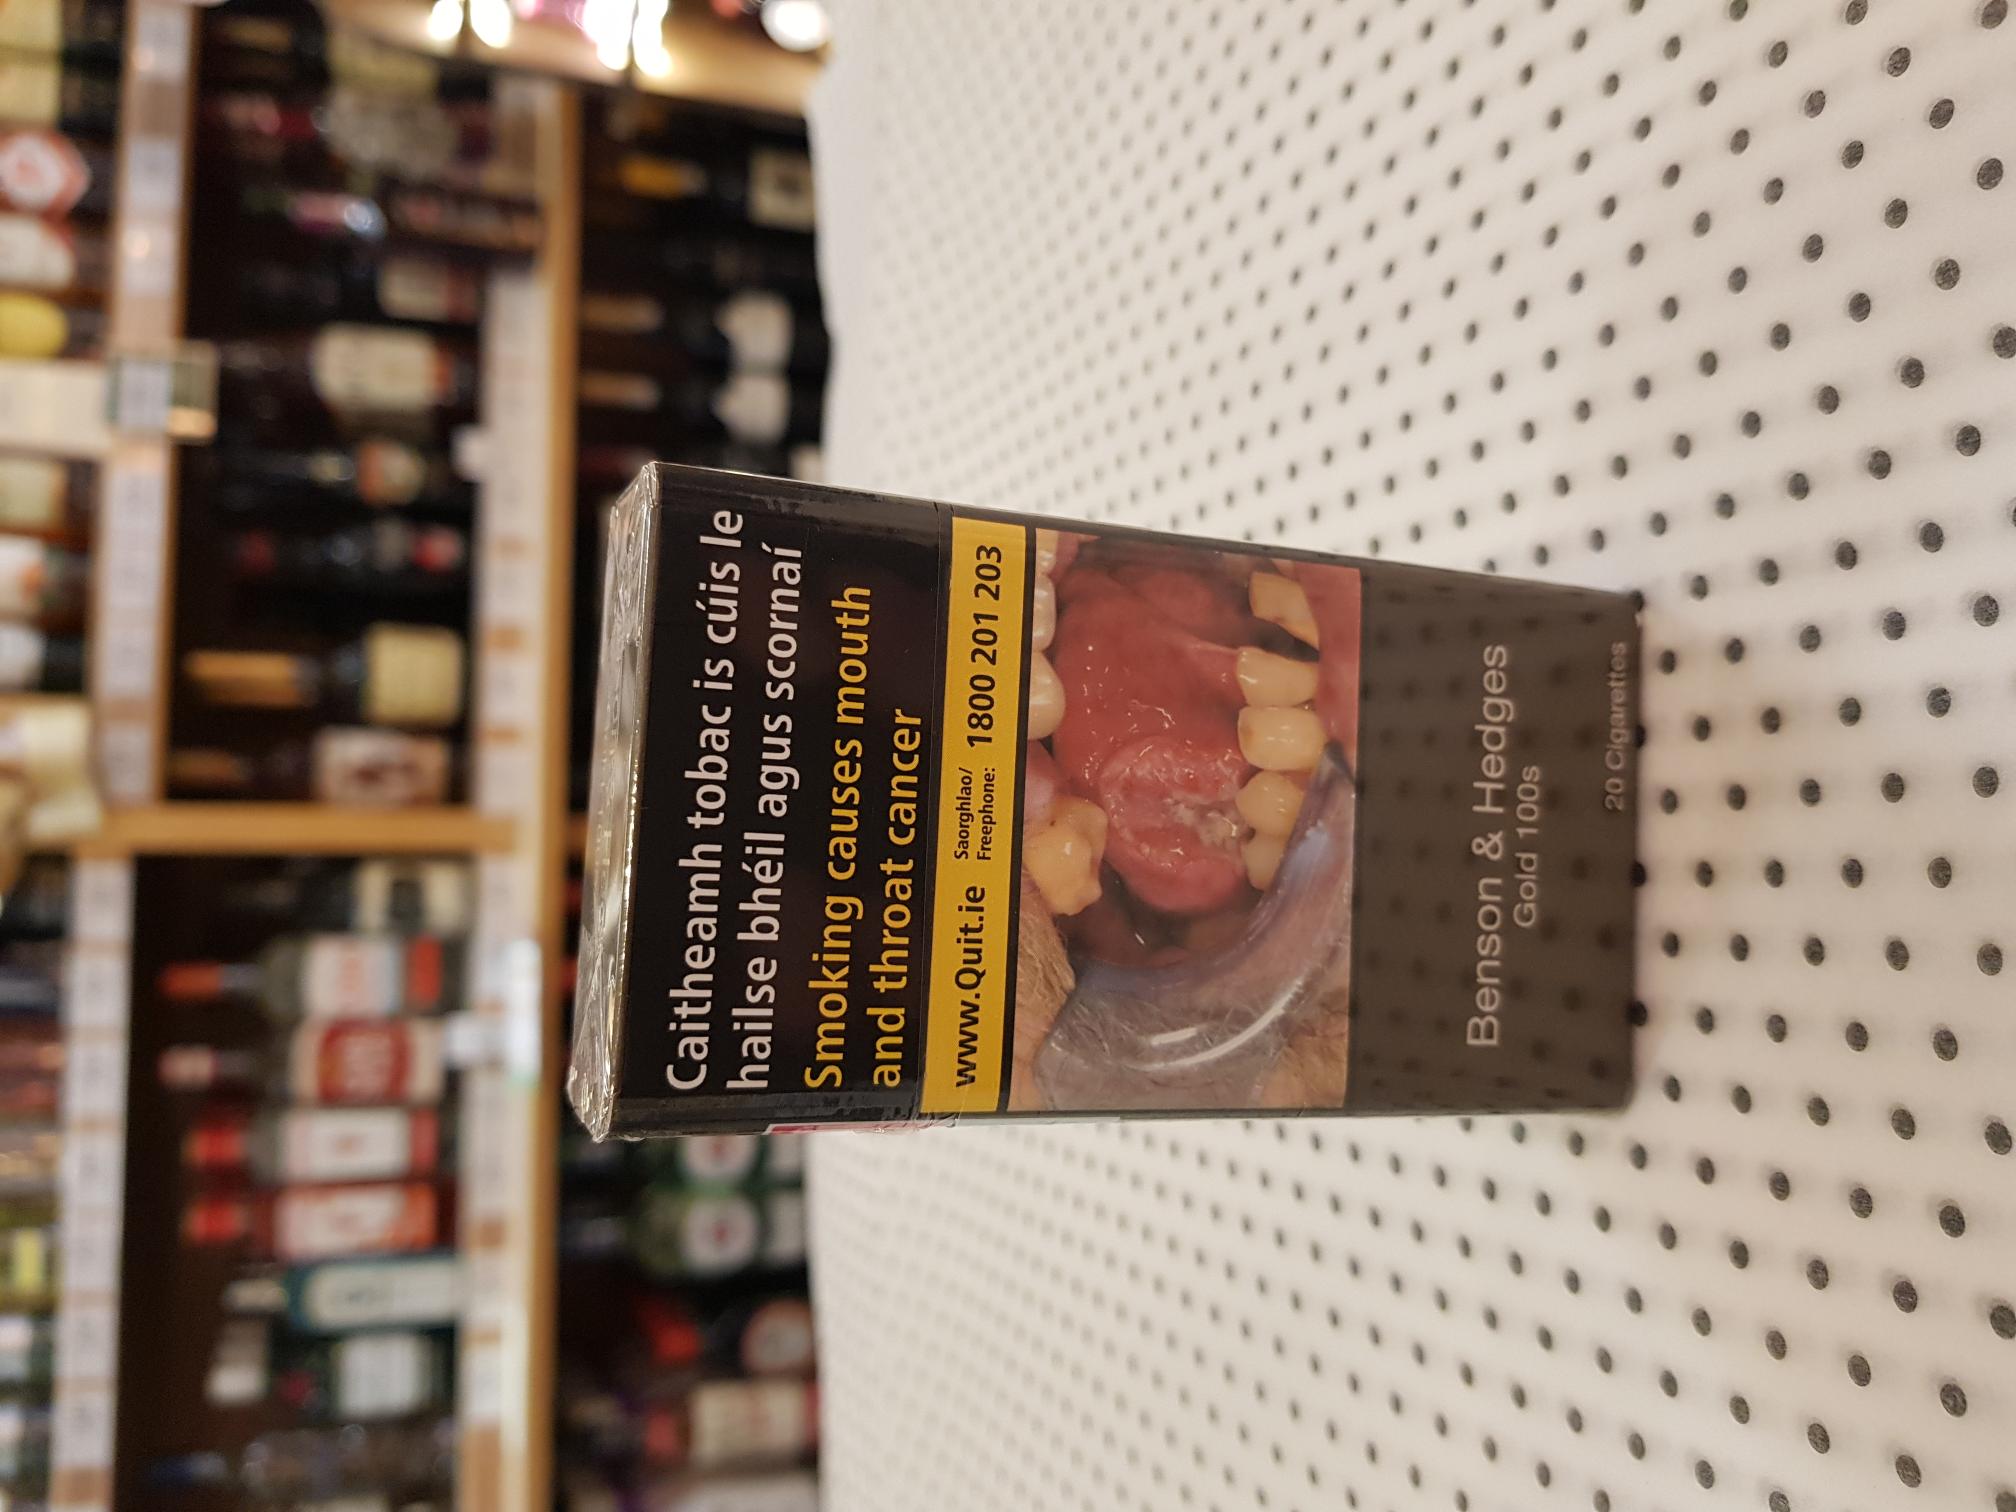 Caitheamh tobac is cúis le
hailse bhéil agus scornaí
Smoking causes mouth
and throat cancer
www.Quit.ie
Saorghlao/
Freephone:
1800 201 203
Benson & Hedges
Gold 100s
20 Cigarettes